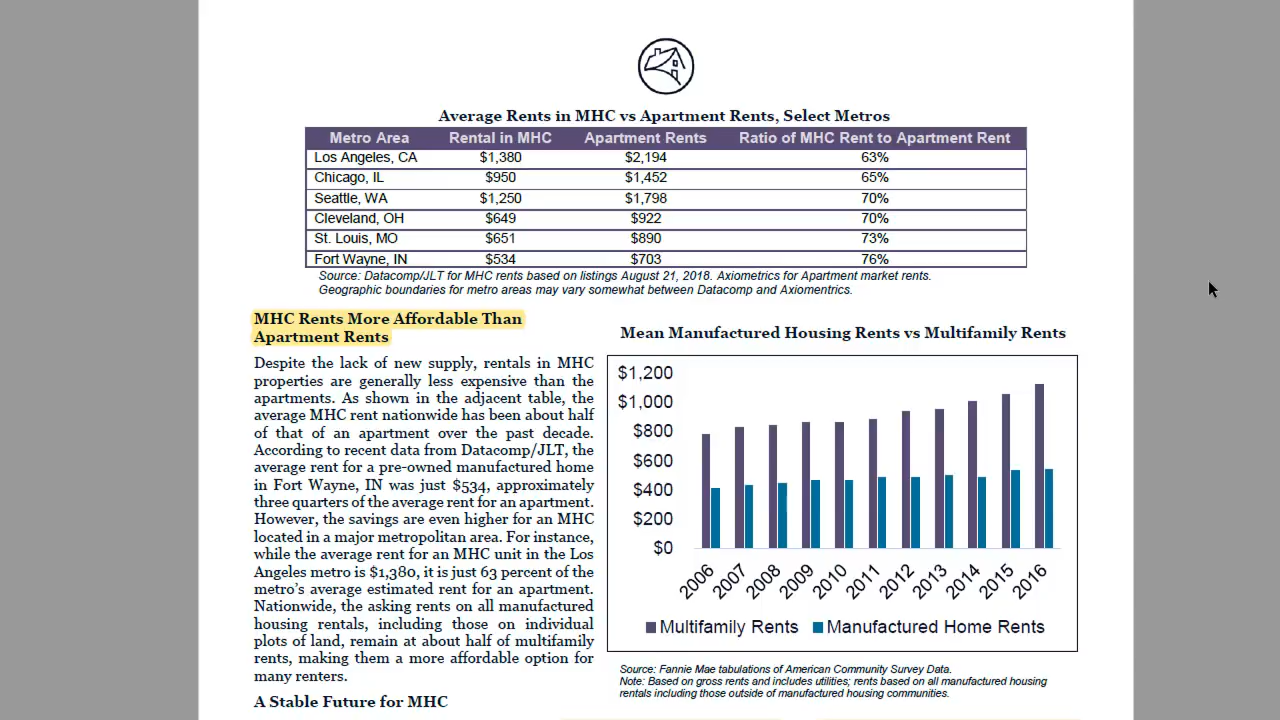 Average Rents in MHC vs Apartment Rents, Select Metros
Metro Area Rental in MHC Apartment Rents Ratio of MHC Rent to Apartment Rent
Los Angeles, CA $1,380 $2,194 63%
Chicago, IL $950 $1,452 65%
Seattle, WA $1,250 $1,798 70%
Cleveland, OH $649 $922 70%
St. Louis, MO $651 $890 73%
Fort Wayne, IN $534 $703 76%
Source: Datacomp/JLT for MHC rents based on listings August 21, 2018. Axiometrics for Apartment market rents.
Geographic boundaries for metro areas may vary somewhat between Datacomp and Axiomentrics.
MHC Rents More Affordable Than
Apartment Rents
Despite the lack of new supply, rentals in MHC
properties are generally less expensive than the
apartments. As shown in the adjacent table, the
average MHC rent nationwide has been about half
of that of an apartment over the past decade.
According to recent data from Datacomp/JLT, the
average rent for a pre-owned manufactured home
in Fort Wayne, IN was just $534, approximately
three quarters of the average rent for an apartment.
However, the savings are even higher for an MHC
located in a major metropolitan area. For instance,
while the average rent for an MHC unit in the Los
Angeles metro is $1,380, it is just 63 percent of the
metro's average estimated rent for an apartment.
Nationwide, the asking rents on all manufactured
housing rentals, including those on individual
plots of land, remain at about half of multifamily
rents, making them a more affordable option for
many renters.
A Stable Future for MHC
Mean Manufactured Housing Rents vs Multifamily Rents
$1,200
$1,000
$800
$600
$400
$200
$0
2006 2007 2008 2009 2010 2011 2012 2013 2014 2015 2016
Multifamily Rents Manufactured Home Rents
Source: Fannie Mae tabulations of American Community Survey Data.
Note: Based on gross rents and includes utilities; rents based on all manufactured housing
rentals including those outside of manufactured housing communities.